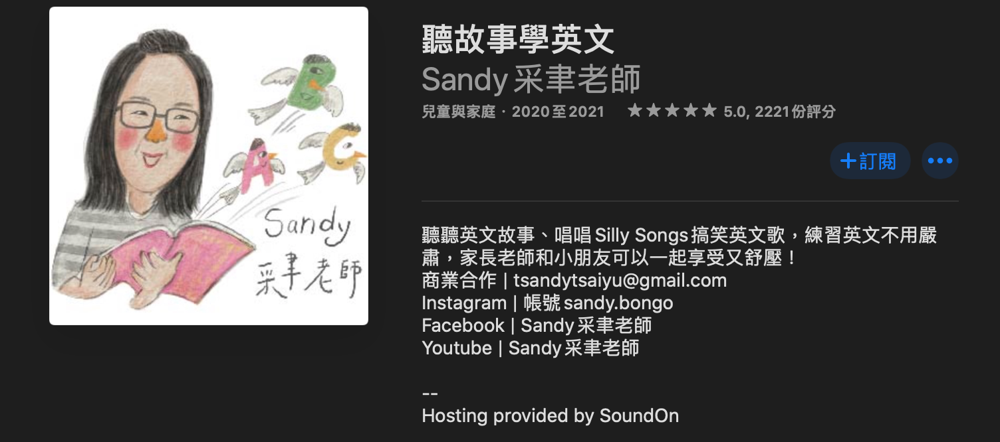 B
A
C
Sandy
采聿老師
聽故事學英文
Sandy 采聿老師
兒童與家庭 · 2020 至 2021 ★★★★★ 5.0, 2221 份評分
+訂閱
聽聽英文故事、唱唱 Silly Songs 搞笑英文歌，練習英文不用嚴
肅，家長老師和小朋友可以一起享受又舒壓！
商業合作 | tsandytsaiyu@gmail.com
Instagram | 帳號 sandy.bongo
Facebook | Sandy 采聿老師
Youtube | Sandy 采聿老師
--
Hosting provided by SoundOn